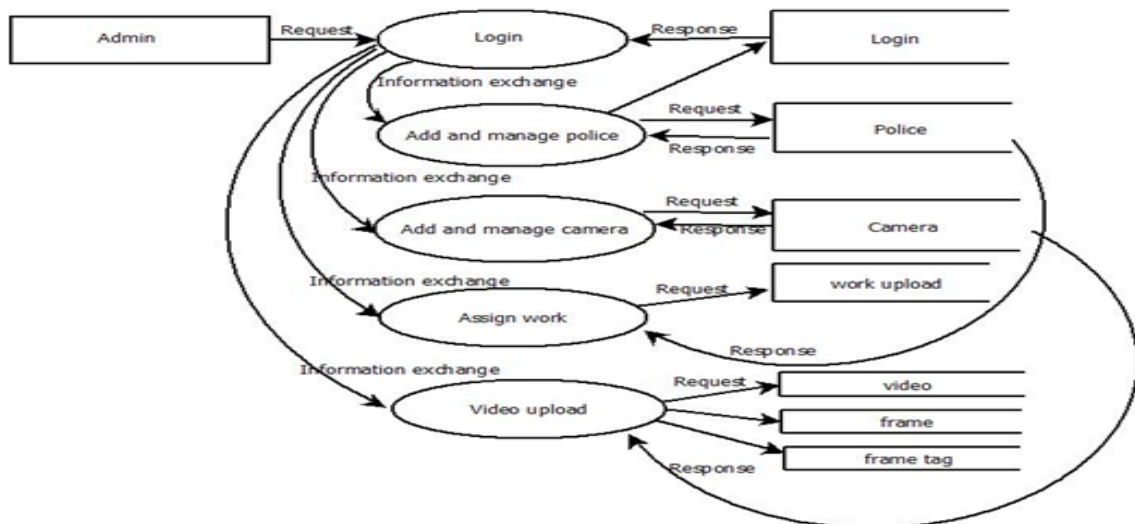 Admin
Request
Login
Response
Login
Information exchange
Add and manage police
Request
Response
Police
Information exchange
Add and manage camera
Request
Response
Camera
Information exchange
Assign work
Request
work upload
Response
Information exchange
Video upload
Request
video
frame
frame tag
Response